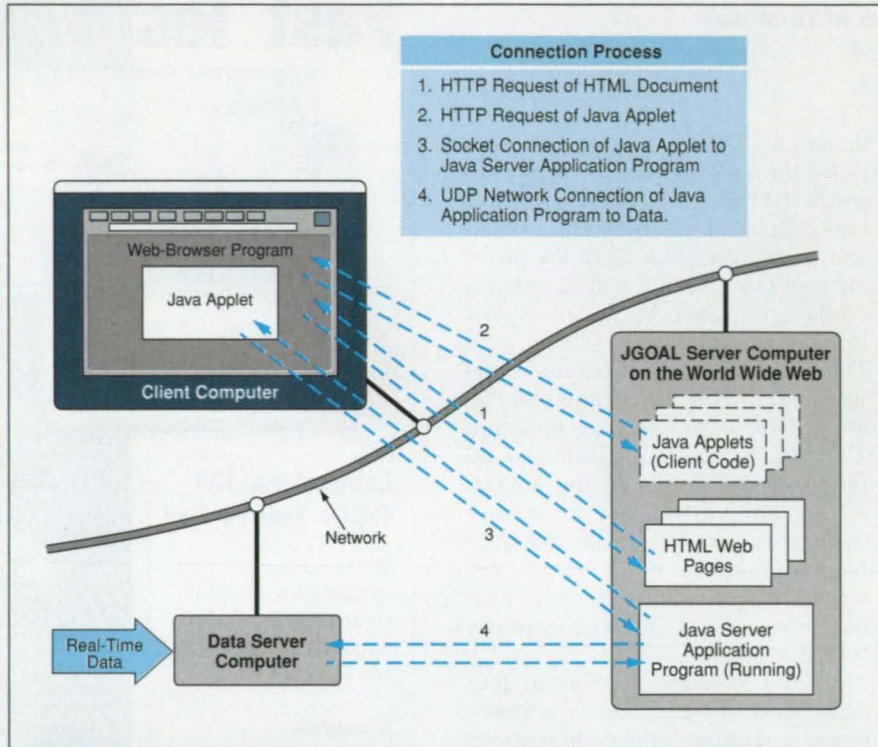 Connection Process
1. HTTP Request of HTML Document
2. HTTP Request of Java Applet
3. Socket Connection of Java Applet to
Java Server Application Program
4. UDP Network Connection of Java
Application Program to Data.
Web-Browser Program
Java Applet
Client Computer
2
1
3
4
Network
JGOAL Server Computer
on the World Wide Web
Java Applets
(Client Code)
HTML Web
Pages
Java Server
Application
Program (Running)
Real-Time
Data
Data Server
Computer